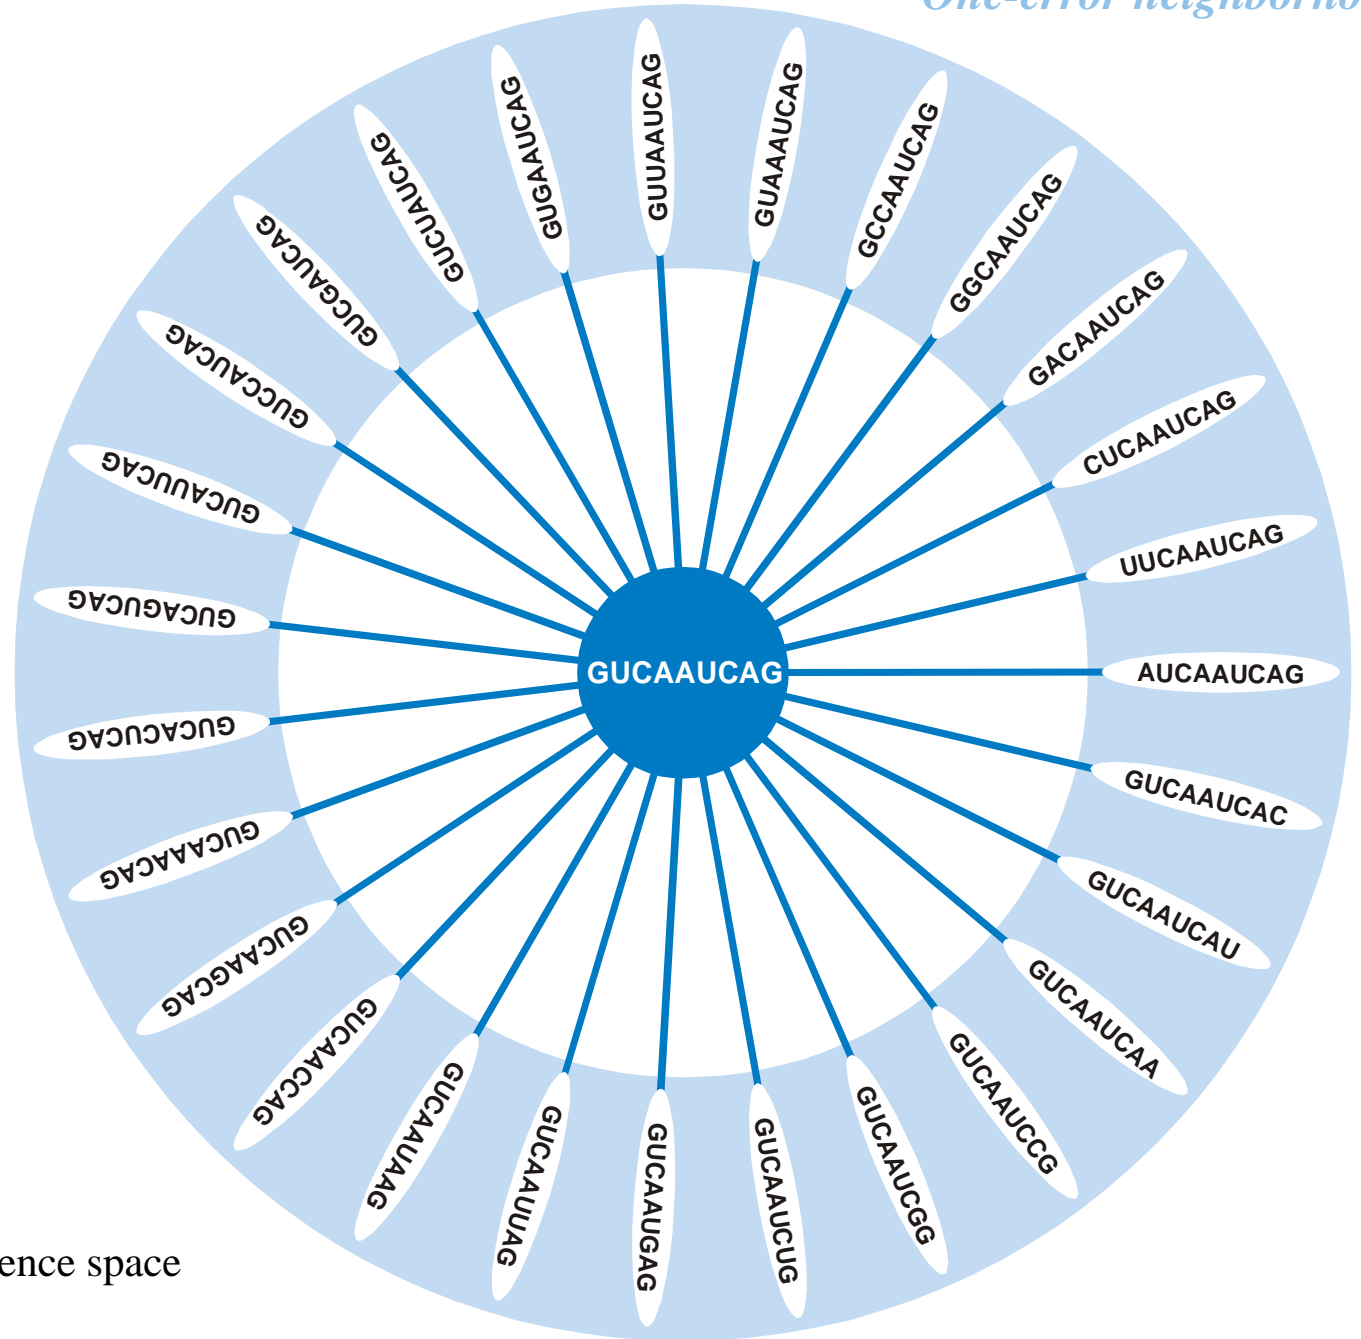 One-error neighborho
GUUAAUCAG
GUAAAUCAG
GCCAAUCAG
GGCAAUCAG
GACAAUCAG
CUCAAUCAG
UUCAAUCAG
AUCAAUCAG
GUCAAUCAC
GUCAAUCAU
GUCAAUCAA
GUCAAUCCG
GUCAAUCGG
GUCAAUCUG
GUCAAUGAG
GUCAAUUAG
GUCAAUAAG
GUCAACCAG
GUCAAGCAG
GUCAAACAG
GUCACUCAG
GUCAGUCAG
GUCAUUCAG
GUCCAUCAG
GUCGAUCAG
GUCUAUCAG
GUGAAUCAG
GUCAAUCAG
ence space